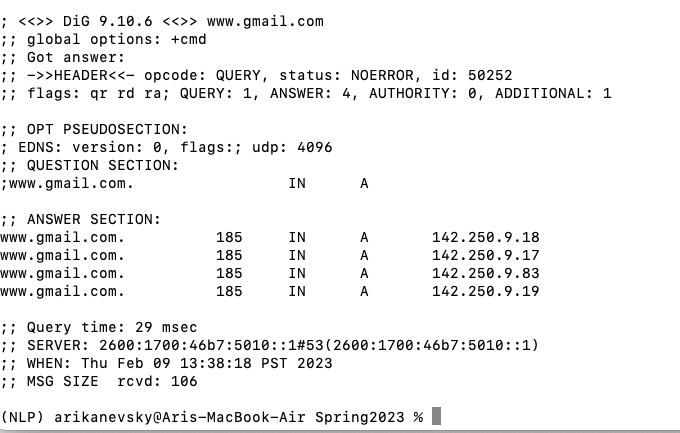 ; <<>> DiG 9.10.6 <<>> www.gmail.com
;; global options: +cmd
;; Got answer:
;; ->>HEADER<<- opcode: QUERY, status: NOERROR, id: 50252
;; flags: qr rd ra; QUERY: 1, ANSWER: 4, AUTHORITY: 0, ADDITIONAL: 1

;; OPT PSEUDOSECTION:
; EDNS: version: 0, flags:; udp: 4096
;; QUESTION SECTION:
;www.gmail.com. IN A

;; ANSWER SECTION:
www.gmail.com. 185 IN A 142.250.9.18
www.gmail.com. 185 IN A 142.250.9.17
www.gmail.com. 185 IN A 142.250.9.83
www.gmail.com. 185 IN A 142.250.9.19

;; Query time: 29 msec
;; SERVER: 2600:1700:46b7:5010::1#53(2600:1700:46b7:5010::1)
;; WHEN: Thu Feb 09 13:38:18 PST 2023
;; MSG SIZE rcvd: 106

(NLP) arikanevsky@Aris-MacBook-Air Spring2023 %